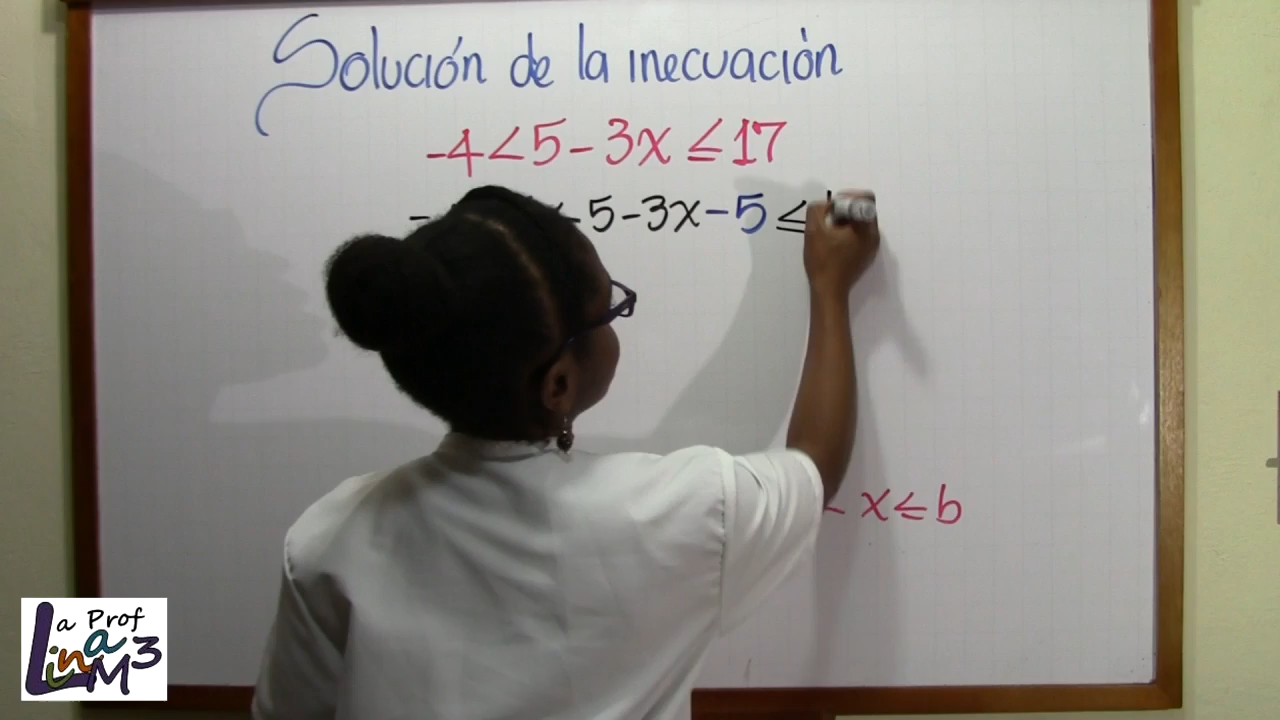 Solución de la inecuación
-4<5-3x≤17
5-3x-5≤
x≤b
La Prof
Lina M3